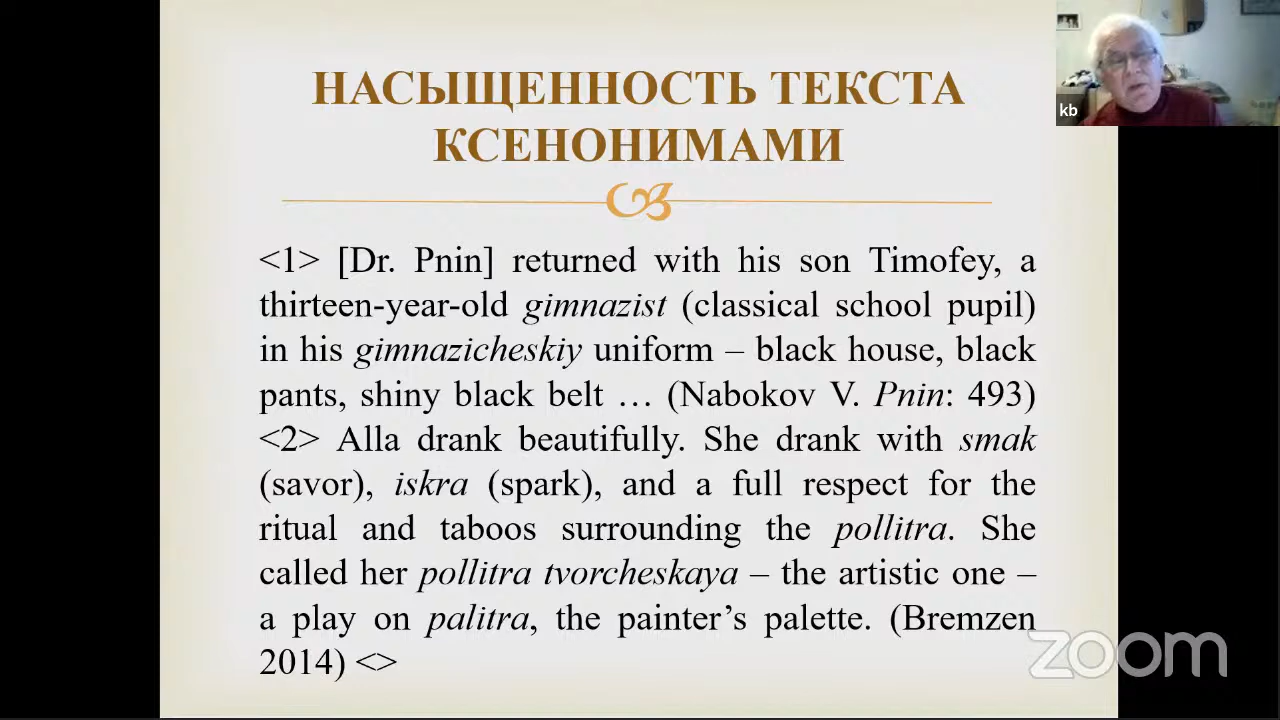 НАСЫЩЕННОСТЬ ТЕКСТА
КСЕНОНИМАМИ
<1> [Dr. Pnin] returned with his son Timofey, a
thirteen-year-old gimnazist (classical school pupil)
in his gimnazicheskiy uniform – black house, black
pants, shiny black belt … (Nabokov V. Pnin: 493)
<2> Alla drank beautifully. She drank with smak
(savor), iskra (spark), and a full respect for the
ritual and taboos surrounding the pollitra. She
called her pollitra tvorcheskaya – the artistic one –
a play on palitra, the painter’s palette. (Bremzen
2014) <>
kb
zoom